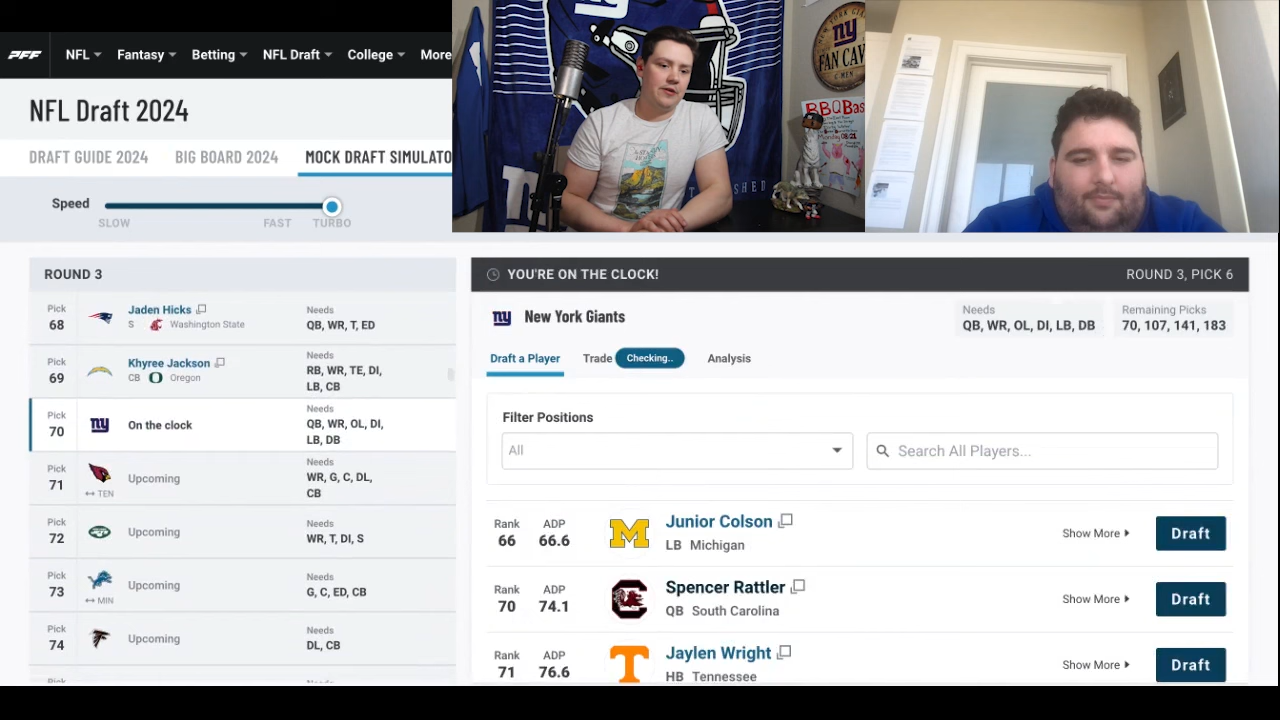 PFF NFL Fantasy Betting NFL Draft College More
NFL Draft 2024
DRAFT GUIDE 2024 BIG BOARD 2024 MOCK DRAFT SIMULATO
Speed
SLOW FAST TURBO
NEW YORK GIANTS
ny
FAN CAVE
BBQ Bas
ROUND 3
Pick 68 Jaden Hicks Needs
S Washington State QB, WR, T, ED
Pick 69 Khyree Jackson Needs
CB Oregon RB, WR, TE, DI,
LB, CB
Pick 70 ny On the clock Needs
QB, WR, OL, DI,
LB, DB
Pick 71 Upcoming Needs
↔ TEN WR, G, C, DL,
CB
Pick 72 Upcoming Needs
WR, T, DI, S
Pick 73 Upcoming Needs
↔ MIN G, C, ED, CB
Pick 74 Upcoming Needs
DL, CB
YOU'RE ON THE CLOCK! ROUND 3, PICK 6
ny New York Giants
Needs
QB, WR, OL, DI, LB, DB
Remaining Picks
70, 107, 141, 183
Draft a Player Trade Checking.. Analysis
Filter Positions
All Search All Players...
Rank 66 ADP 66.6 M Junior Colson Show More Draft
LB Michigan
Rank 70 ADP 74.1 Spencer Rattler Show More Draft
QB South Carolina
Rank 71 ADP 76.6 T Jaylen Wright Show More Draft
HB Tennessee